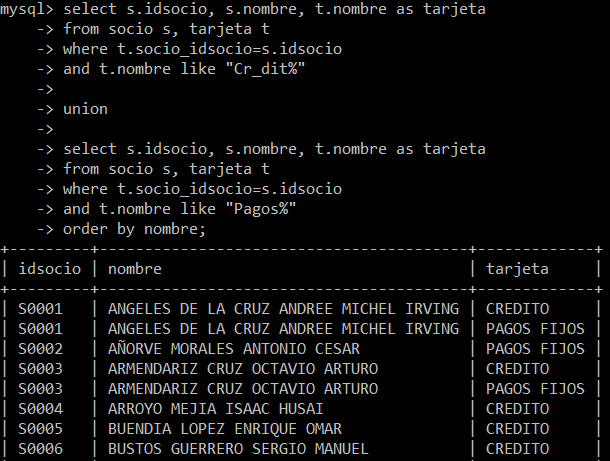 mysql> select s.idsocio, s.nombre, t.nombre as tarjeta
-> from socio s, tarjeta t
-> where t.socio_idsocio=s.idsocio
-> and t.nombre like "Cr_dit%"
->
-> union
->
-> select s.idsocio, s.nombre, t.nombre as tarjeta
-> from socio s, tarjeta t
-> where t.socio_idsocio=s.idsocio
-> and t.nombre like "Pagos%"
-> order by nombre;
+---------+---------------------------------------+-------------+
| idsocio | nombre | tarjeta |
+---------+---------------------------------------+-------------+
| S0001 | ANGELES DE LA CRUZ ANDREE MICHEL IRVING | CREDITO |
| S0001 | ANGELES DE LA CRUZ ANDREE MICHEL IRVING | PAGOS FIJOS |
| S0002 | AÑORVE MORALES ANTONIO CESAR | PAGOS FIJOS |
| S0003 | ARMENDARIZ CRUZ OCTAVIO ARTURO | CREDITO |
| S0003 | ARMENDARIZ CRUZ OCTAVIO ARTURO | PAGOS FIJOS |
| S0004 | ARROYO MEJIA ISAAC HUSAI | CREDITO |
| S0005 | BUENDIA LOPEZ ENRIQUE OMAR | CREDITO |
| S0006 | BUSTOS GUERRERO SERGIO MANUEL | CREDITO |